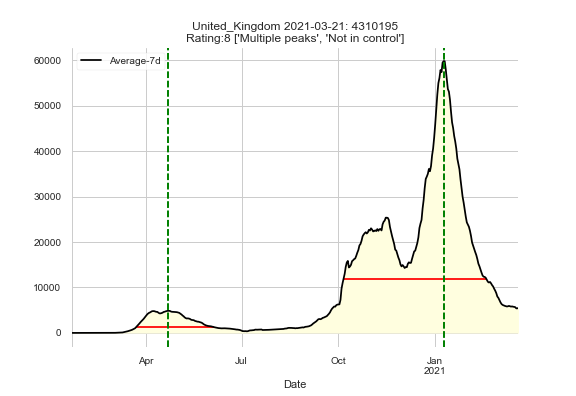 United_Kingdom 2021-03-21: 4310195
Rating:8 ['Multiple peaks', 'Not in control']
Average-7d
60000
50000
40000
30000
20000
10000
0
Apr
Jul
Oct
Jan
2021
Date